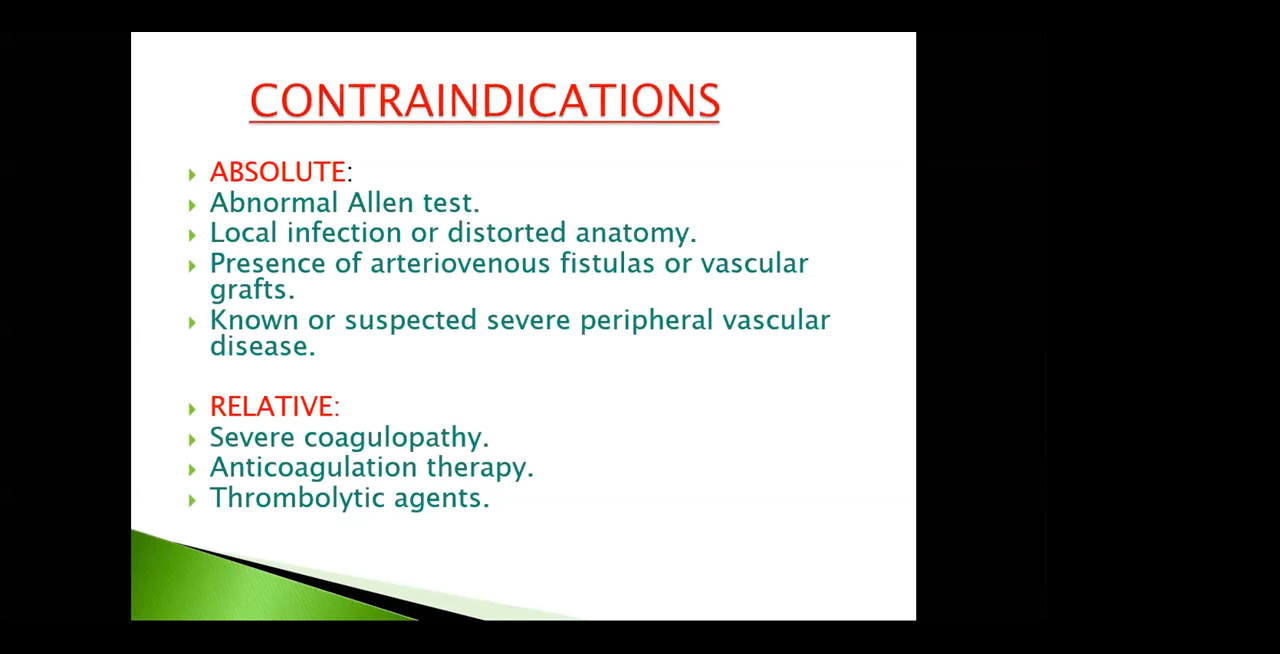 CONTRAINDICATIONS
ABSOLUTE:
Abnormal Allen test.
Local infection or distorted anatomy.
Presence of arteriovenous fistulas or vascular
grafts.
Known or suspected severe peripheral vascular
disease.
RELATIVE:
Severe coagulopathy.
Anticoagulation therapy.
Thrombolytic agents.